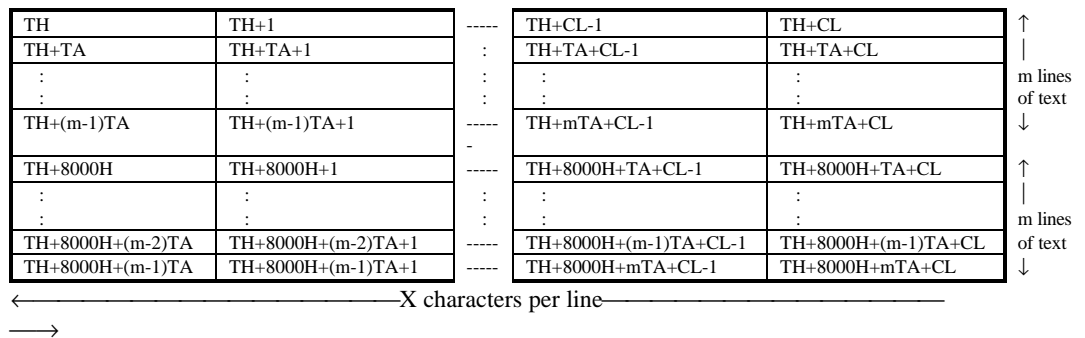 TH TH+1 ----- TH+CL-1 TH+CL ↑
TH+TA TH+TA+1 : TH+TA+CL-1 TH+TA+CL |
: : : : :
m lines
: : : : : of text
TH+(m-1)TA TH+(m-1)TA+1 ----- TH+mTA+CL-1 TH+mTA+CL ↓
-
TH+8000H TH+8000H+1 ----- TH+8000H+TA+CL-1 TH+8000H+TA+CL ↑
: : : : : |
: : : : : m lines
TH+8000H+(m-2)TA TH+8000H+(m-2)TA+1 ----- TH+8000H+(m-1)TA+CL-1 TH+8000H+(m-1)TA+CL of text
TH+8000H+(m-1)TA TH+8000H+(m-1)TA+1 ----- TH+8000H+mTA+CL-1 TH+8000H+mTA+CL ↓
←———————————————X characters per line—————————————
——→